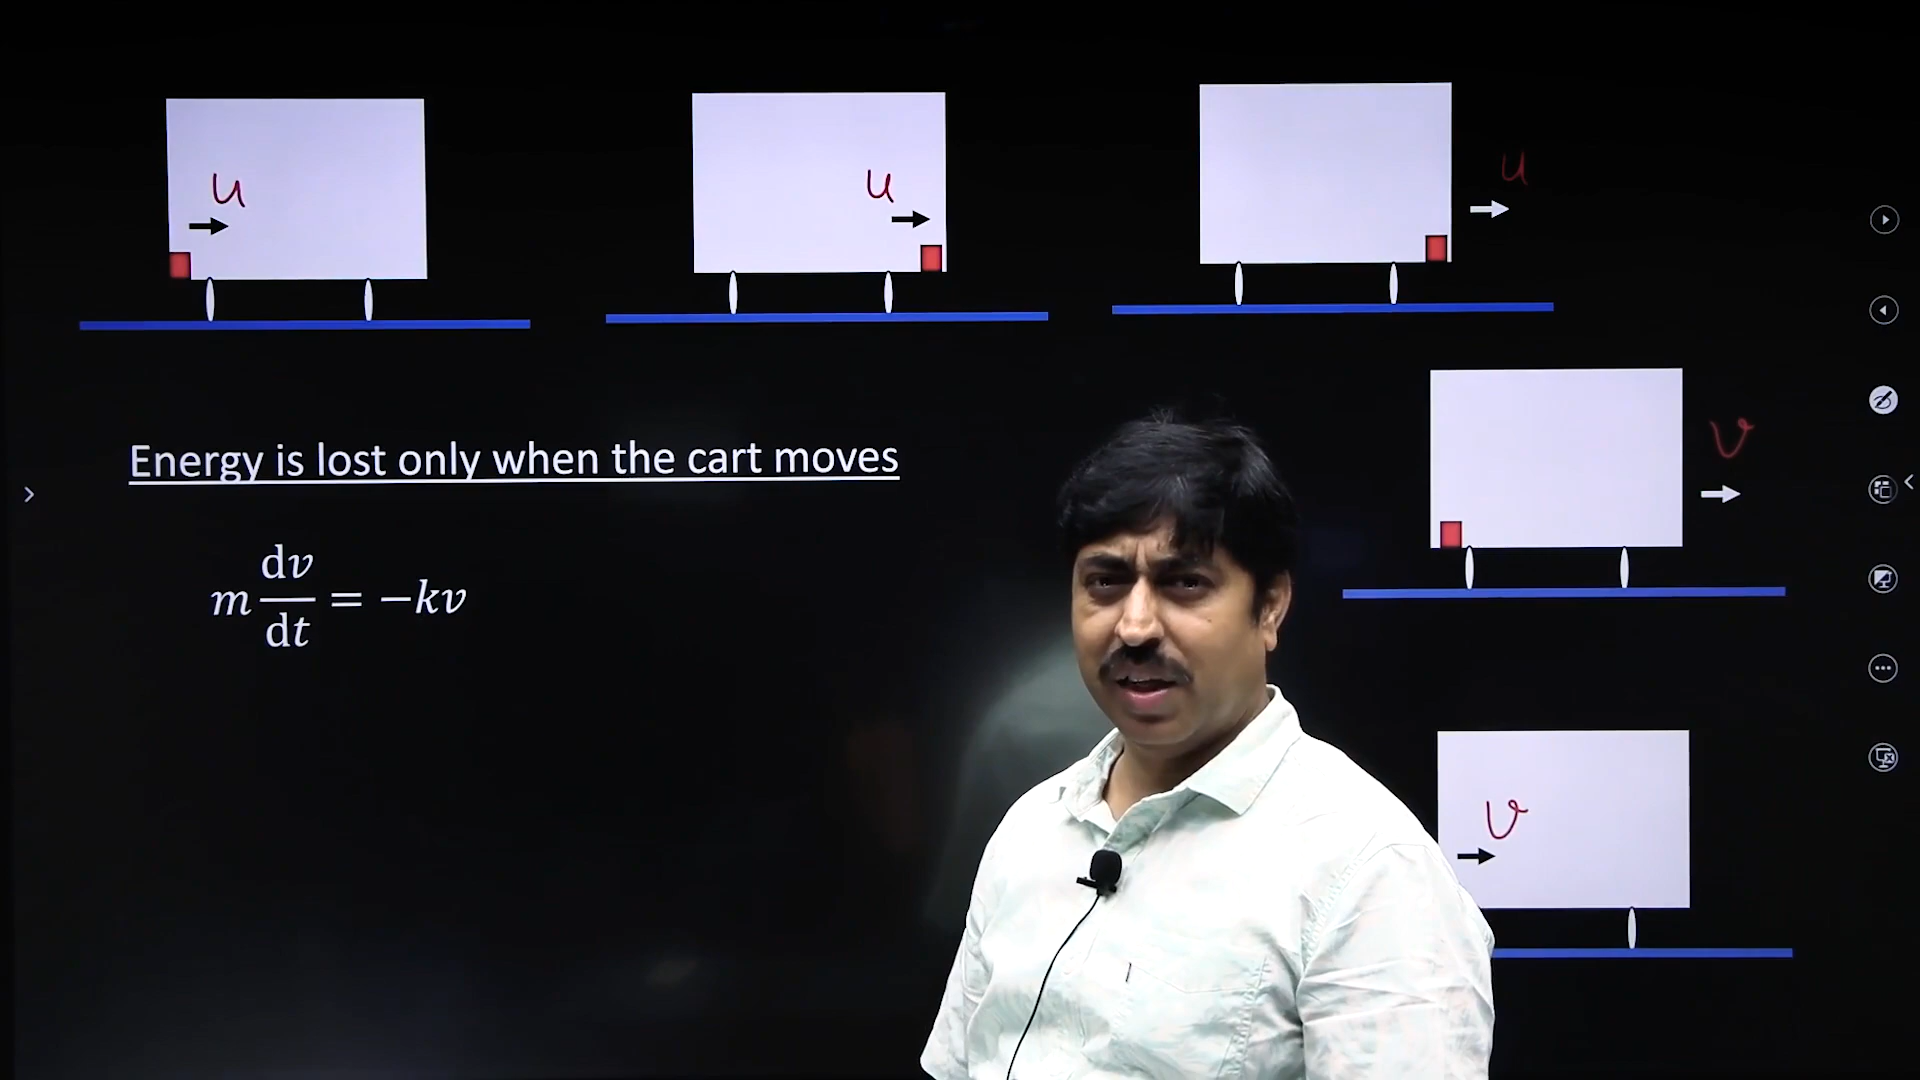 u
u
u
v
Energy is lost only when the cart moves
m dv/dt = −kv
v